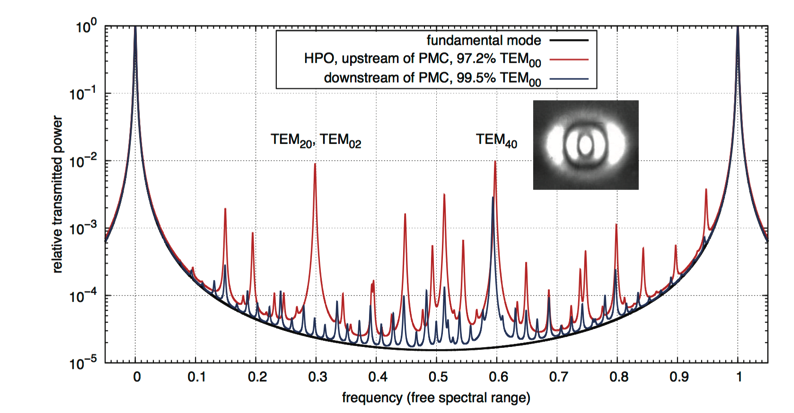 10⁰
10⁻¹
10⁻²
10⁻³
10⁻⁴
10⁻⁵
relative transmitted power
fundamental mode
HPO, upstream of PMC, 97.2% TEM₀₀
downstream of PMC, 99.5% TEM₀₀
TEM₂₀, TEM₀₂
TEM₄₀
0 0.1 0.2 0.3 0.4 0.5 0.6 0.7 0.8 0.9 1
frequency (free spectral range)